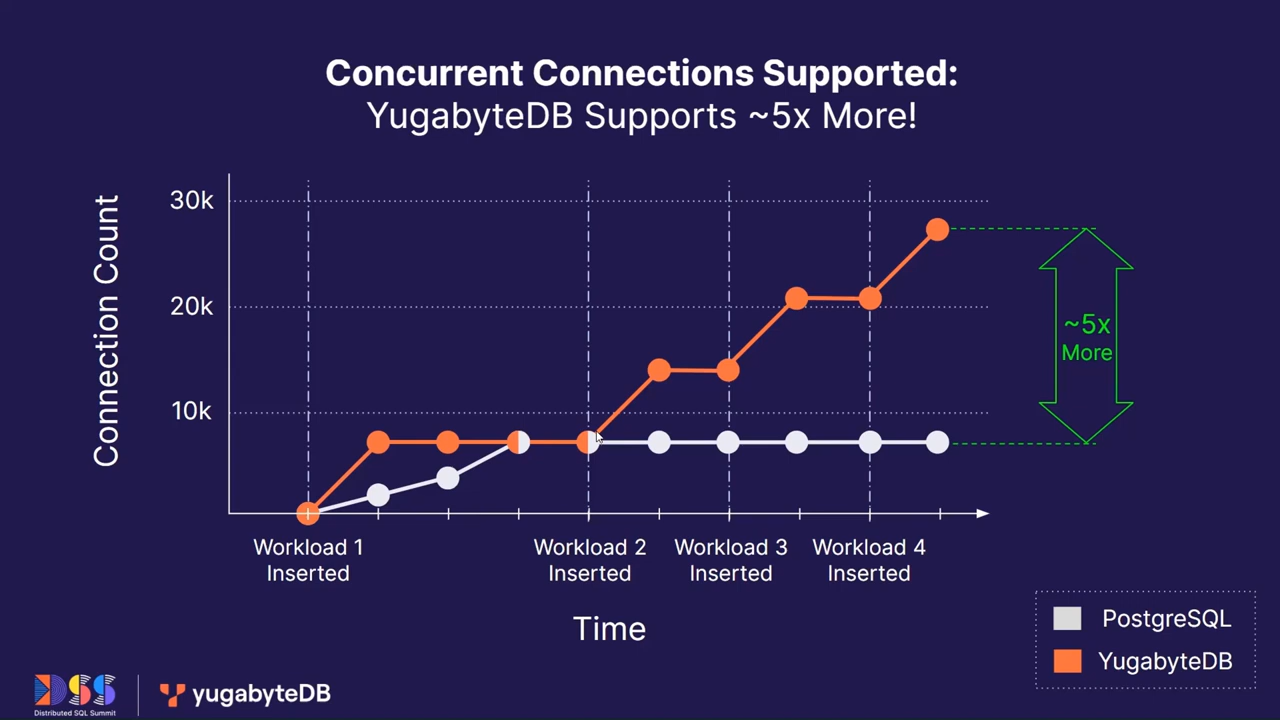 Concurrent Connections Supported:
YugabyteDB Supports ~5x More!
Connection Count
30k
20k
10k
~5x
More
Workload 1
Inserted
Workload 2
Inserted
Workload 3
Inserted
Workload 4
Inserted
Time
PostgreSQL
YugabyteDB
DSS
Distributed SQL Summit
yugabyteDB